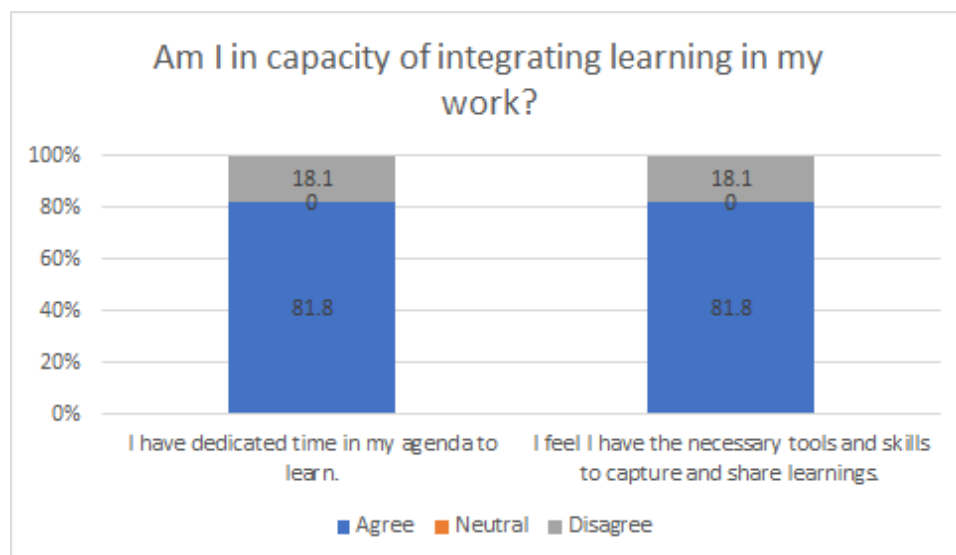 Am I in capacity of integrating learning in my
work?
100%
80%
60%
40%
20%
0%
18.1
0
81.8
18.1
0
81.8
I have dedicated time in my agenda to
learn.
I feel I have the necessary tools and skills
to capture and share learnings.
Agree Neutral Disagree